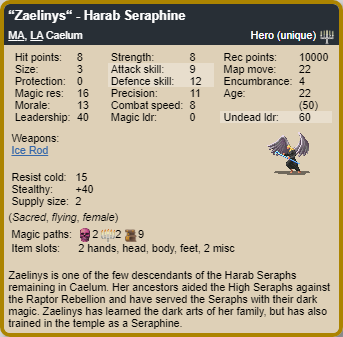 "Zaelinys“ - Harab Seraphine
MA, LA Caelum Hero (unique)
Hit points: 8 Strength: 8 Rec points: 10000
Size: 3 Attack skill: 9 Map move: 22
Protection: 0 Defence skill: 12 Encumbrance: 4
Magic res: 16 Precision: 11 Age: 22
Morale: 13 Combat speed: 8 (50)
Leadership: 40 Magic ldr: 0 Undead ldr: 60
Weapons:
Ice Rod
Resist cold: 15
Stealthy: +40
Supply size: 2
(Sacred, flying, female)
Magic paths: 2 2 9
Item slots: 2 hands, head, body, feet, 2 misc
Zaelinys is one of the few descendants of the Harab Seraphs
remaining in Caelum. Her ancestors aided the High Seraphs against
the Raptor Rebellion and have served the Seraphs with their dark
magic. Zaelinys has learned the dark arts of her family, but has also
trained in the temple as a Seraphine.